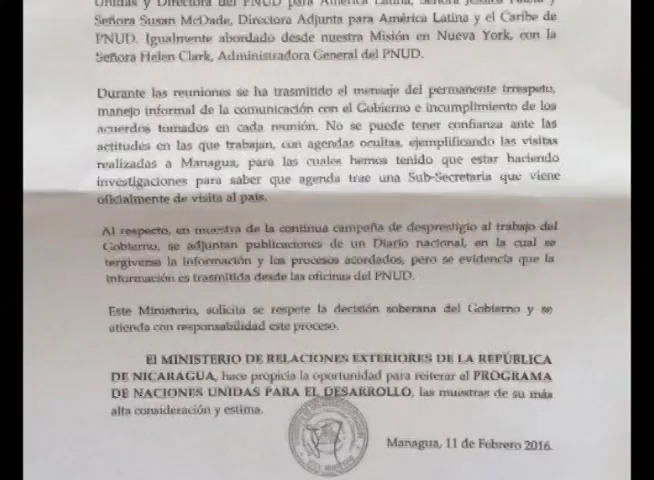 Unidas y Directora del PNUD para América Latina, Señora Jessica
Señora Susan McDade, Directora Adjunta para América Latina y el Caribe de
PNUD. Igualmente abordado desde nuestra Misión en Nueva York, con la
Señora Helen Clark, Administradora General del PNUD.
Durante las reuniones se ha trasmitido el mensaje del permanente irrespeto,
manejo informal de la comunicación con el Gobierno e incumplimiento de los
acuerdos tomados en cada reunión. No se puede tener confianza ante las
actitudes en las que trabajan, con agendas ocultas, ejemplificando las visitas
realizadas a Managua, para las cuales hemos tenido que estar haciendo
investigaciones para saber que agenda trae una Sub-Secretaria que viene
oficialmente de visita al país.
Al respecto, en muestra de la continua campaña de desprestigio al trabajo del
Gobierno, se adjuntan publicaciones de un Diario nacional, en la cual se
tergiversa la información y los procesos acordados, pero se evidencia que la
información es trasmitida desde las oficinas del PNUD.
Este Ministerio, solicita se respete la decisión soberana del Gobierno y se
atienda con responsabilidad este proceso.
El MINISTERIO DE RELACIONES EXTERIORES DE LA REPÚBLICA
DE NICARAGUA, hace propicia la oportunidad para reiterar al PROGRAMA
DE NACIONES UNIDAS PARA EL DESARROLLO, las muestras de su más
alta consideración y estima.
Managua, 11 de Febrero 2016.